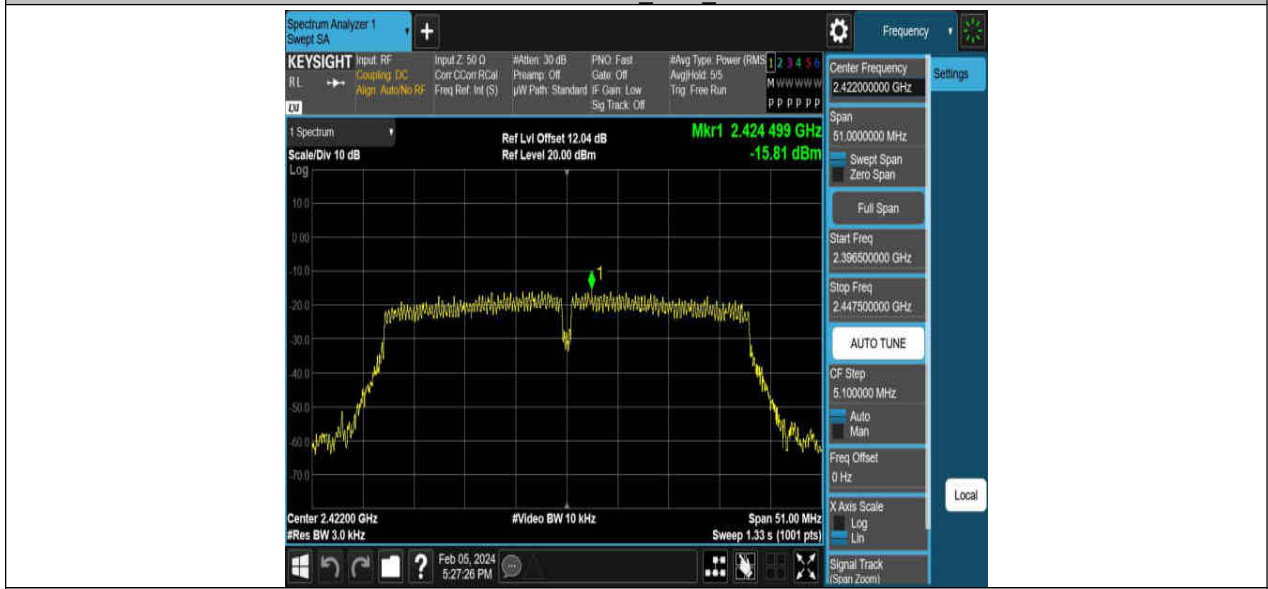 Spectrum Analyzer 1
Swept SA
+
Frequency
KEYSIGHT
RL
LXI
Input: RF
Coupling: DC
Align: Auto/No RF
Input Z: 50 Ω
Corr CCorr RCal
Freq Ref: Int (S)
#Atten: 30 dB
Preamp: Off
µW Path: Standard
PNO: Fast
Gate: Off
IF Gain: Low
Sig Track: Off
#Avg Type: Power (RMS
Avg|Hold: 5/5
Trig: Free Run
1 2 3 4 5 6
M W W W W W
P P P P P P
1 Spectrum
Scale/Div 10 dB
Log
Ref Lvl Offset 12.04 dB
Ref Level 20.00 dBm
Mkr1 2.424 499 GHz
-15.81 dBm
10.0
0.00
-10.0
-20.0
-30.0
-40.0
-50.0
-60.0
-70.0
1
Center 2.42200 GHz
#Res BW 3.0 kHz
#Video BW 10 kHz
Span 51.00 MHz
Sweep 1.33 s (1001 pts)
Center Frequency
2.422000000 GHz
Settings
Span
51.0000000 MHz
Swept Span
Zero Span
Full Span
Start Freq
2.396500000 GHz
Stop Freq
2.447500000 GHz
AUTO TUNE
CF Step
5.100000 MHz
Auto
Man
Freq Offset
0 Hz
X Axis Scale
Log
Lin
Signal Track
(Span Zoom)
Local
?
Feb 05, 2024
5:27:26 PM